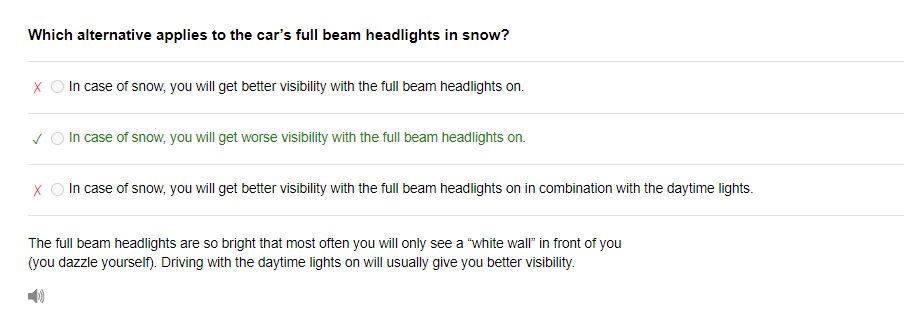 Which alternative applies to the car’s full beam headlights in snow?
In case of snow, you will get better visibility with the full beam headlights on.
In case of snow, you will get worse visibility with the full beam headlights on.
In case of snow, you will get better visibility with the full beam headlights on in combination with the daytime lights.
The full beam headlights are so bright that most often you will only see a “white wall” in front of you
(you dazzle yourself). Driving with the daytime lights on will usually give you better visibility.